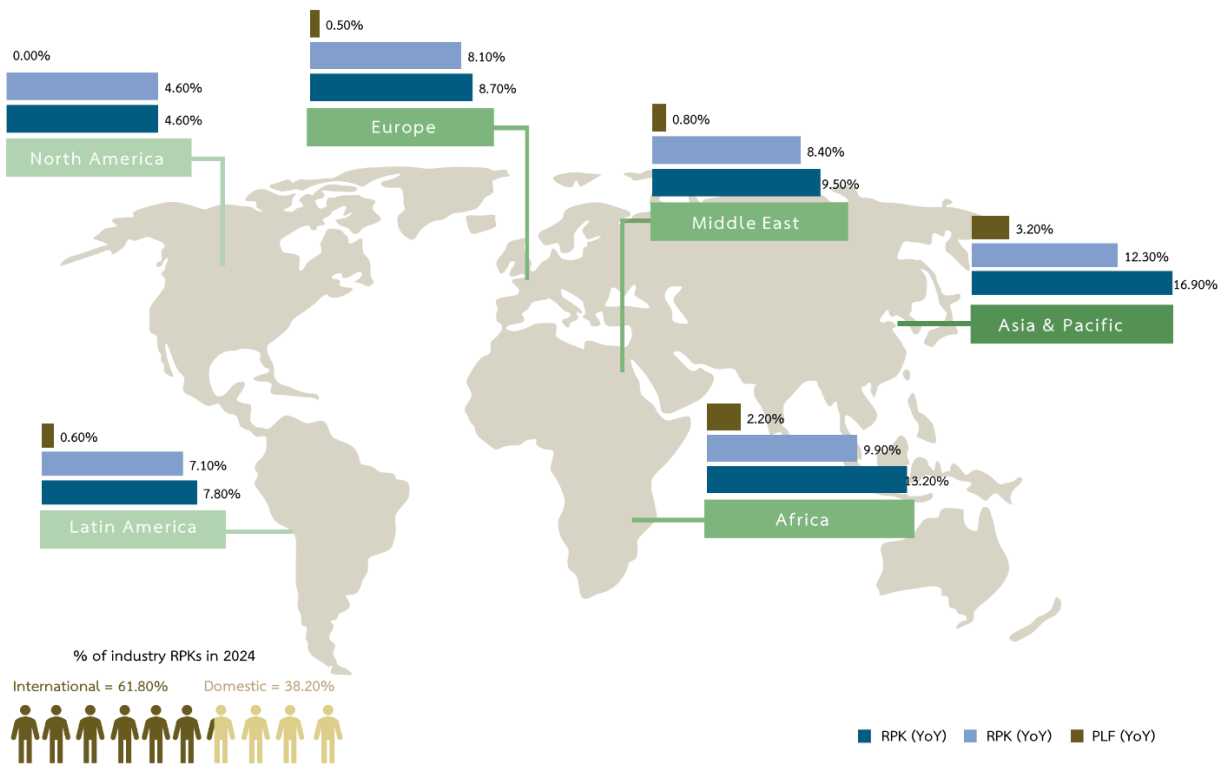 0.50%
8.10%
8.70%
Europe
0.00%
4.60%
4.60%
North America
0.80%
8.40%
9.50%
Middle East
3.20%
12.30%
16.90%
Asia & Pacific
2.20%
9.90%
13.20%
Africa
0.60%
7.10%
7.80%
Latin America
% of industry RPKs in 2024
International = 61.80% Domestic = 38.20%
RPK (YoY) RPK (YoY) PLF (YoY)